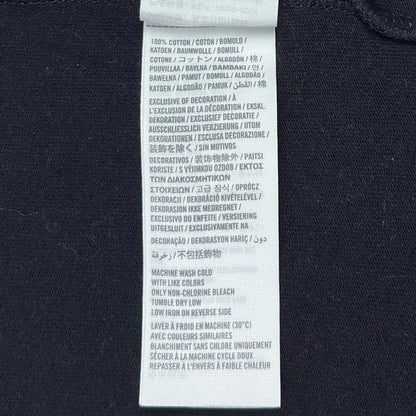 100% COTTON / COTON / BOMULD /
KATOEN / BAUMWOLLE / BOMULL /
COTONE / コットン / ALGODÃO / 棉 /
PUUVILLAA / BAVLNA / ΒΑΜΒΑΚΙ / 면 /
BAWEŁNA / PAMUT / BOMULL /
KATOEN / ALGODÃO / PAMUK / القطن / 棉
EXCLUSIVE OF DECORATION / À
L'EXCLUSION DE LA DÉCORATION / EKSKL.
DEKORATION / EXCLUSIEF DECORATIE /
AUSSCHLIESSLICH VERZIERUNG / UTOM
DEKORATIONEN / ESCLUSA DECORAZIONE /
装飾を除く / SIN MOTIVOS
DECORATIVOS / 装饰物除外 / PAITSI
KORISTE / S VÝJIMKOU OZDOB / ΕΚΤΟΣ
ΤΩΝ ΔΙΑΚΟΣΜΗΤΙΚΩΝ
ΣΤΟΙΧΕΙΩΝ / 고급 장식 / OPRÓCZ
DEKORACJI / DEKORÁCIÓ KIVÉTELÉVEL /
DEKORASJON IKKE MEDREGNET /
EXCLUSIVO DO ENFEITE / VERSIERING
UITGESLUIT / EXCLUSIVAMENTE NA
DECORAÇÃO / DEKORASYON HARİÇ / دون
زخرفة / 不包括飾物
MACHINE WASH COLD
WITH LIKE COLORS
ONLY NON-CHLORINE BLEACH
TUMBLE DRY LOW
LOW IRON ON REVERSE SIDE
LAVER À FROID EN MACHINE (30°C)
AVEC COULEURS SIMILAIRES
BLANCHIMENT SANS CHLORE UNIQUEMENT
SÉCHER À LA MACHINE CYCLE DOUX
REPASSER À L'ENVERS À FAIBLE CHALEUR